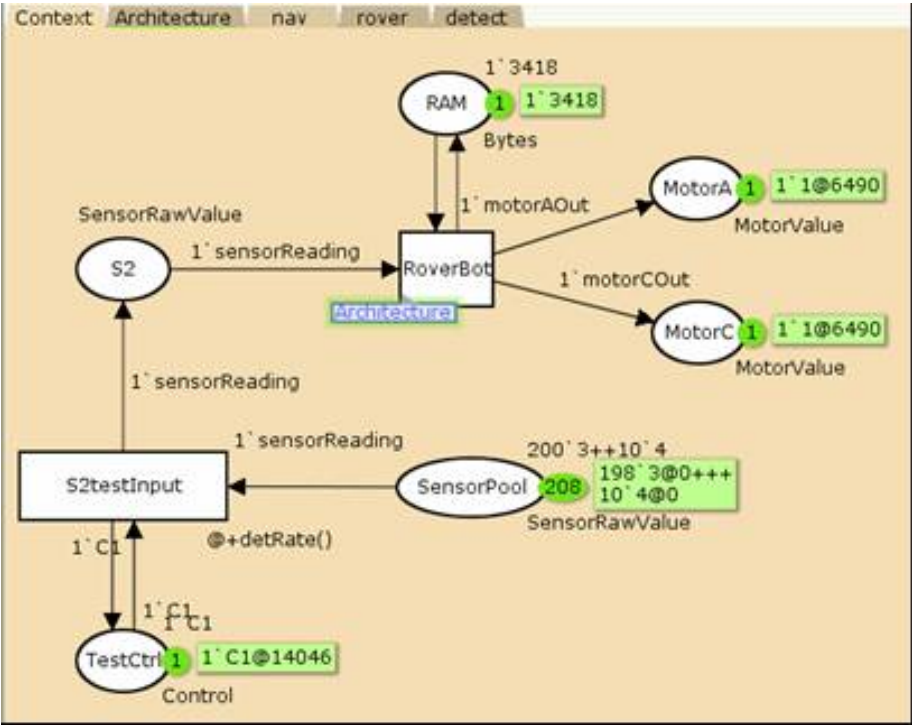 Context Architecture nav rover detect
1`3418
RAM 1 1`3418
Bytes
1`motorAOut
MotorA 1 1`1@6490
MotorValue
SensorRawValue
S2
1`sensorReading
RoverBot
Architecture
1`motorCOut
MotorC 1 1`1@6490
MotorValue
1`sensorReading
1`sensorReading
S2testInput
200`3++10`4
SensorPool 208 198`3@0+++
10`4@0
SensorRawValue
@+detRate()
1`C1
1`C1
1`C1
TestCtrl 1 1`C1@14046
Control